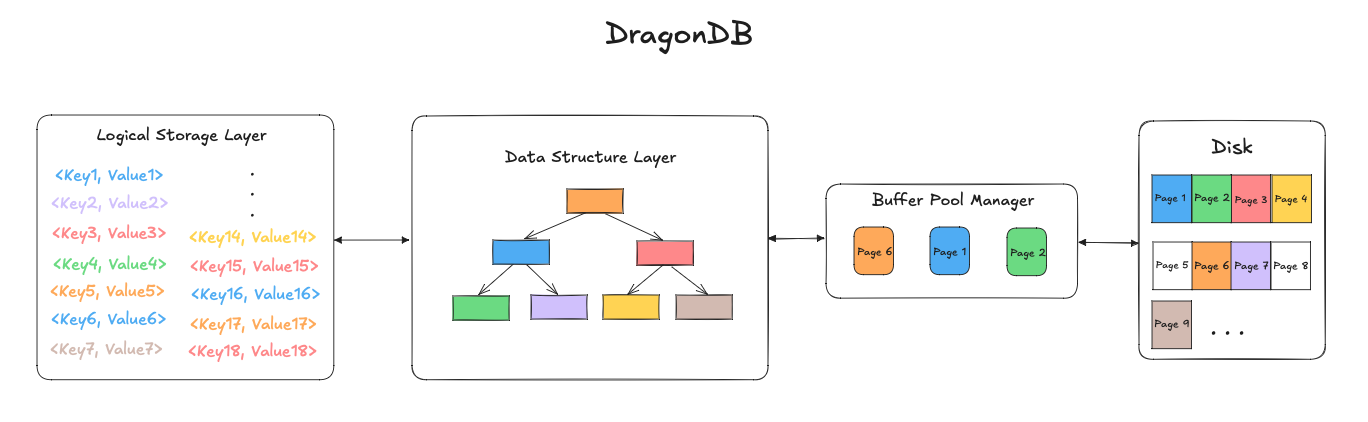 DragonDB
Logical Storage Layer
<Key1, Value1>
<Key2, Value2>
<Key3, Value3>
<Key4, Value4>
<Key5, Value5>
<Key6, Value6>
<Key7, Value7>
.
.
.
<Key14, Value14>
<Key15, Value15>
<Key16, Value16>
<Key17, Value17>
<Key18, Value18>
Data Structure Layer
Buffer Pool Manager
Page 6
Page 1
Page 2
Disk
Page 1
Page 2
Page 3
Page 4
Page 5
Page 6
Page 7
Page 8
Page 9
...